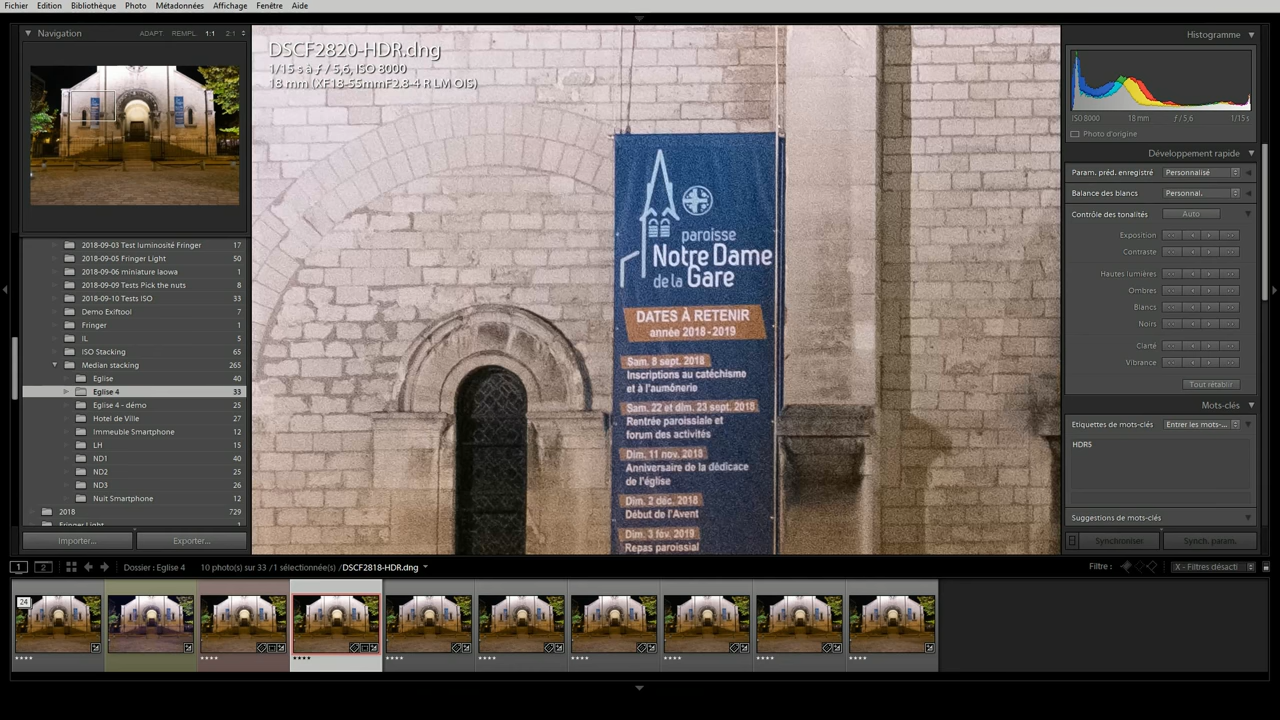 Fichier Edition Bibliothèque Photo Métadonnées Affichage Fenêtre Aide
Navigation ADAPT. REMPL. 1:1 2:1
2018-09-03 Test luminosité Fringer 17
2018-09-05 Fringer Light 50
2018-09-06 miniature laowa
2018-09-09 Tests Pick the nuts 8
2018-09-10 Tests ISO 33
Demo Exiftool 7
Fringer 1
IL
ISO Stacking 65
Median stacking 265
Eglise 40
Eglise 4 33
Eglise 4 - démo 25
Hotel de Ville 27
Immeuble Smartphone 12
LH 15
ND1 40
ND2 25
ND3 26
Nuit Smartphone 12
2018 729
Fringer Light 1
Importer... Exporter...
DSCF2820-HDR.dng
1/15 s à ƒ / 5,6, ISO 8000
18 mm (XF18-55mmF2.8-4 R LM OIS)
paroisse
Notre Dame
de la Gare
DATES À RETENIR
année 2018-2019
Sam. 8 sept. 2018
Inscriptions au catéchisme
et à l'aumônerie
Sam. 22 et dim. 23 sept. 2018
Rentrée paroissiale et
forum des activités
Dim. 11 nov. 2018
Anniversaire de la dédicace
de l'église
Dim. 2 déc. 2018
Début de l'Avent
Dim. 3 fév. 2019
Repas paroissial
Histogramme
ISO 8000 18 mm ƒ / 5,6 1/15 s
Photo d'origine
Développement rapide
Param. pré. enregistré Personnalisé
Balance des blancs Personnal.
Contrôle des tonalités Auto
Exposition
Contraste
Hautes lumières
Ombres
Blancs
Noirs
Clarté
Vibrance
Tout rétablir
Mots-clés
Etiquettes de mots-clés Entrer les mots-...
HDR5
Suggestions de mots-clés
Synchroniser Synch. param.
1 2 Dossier : Eglise 4 10 photo(s) sur 33 /1 sélectionnée(s) /DSCF2818-HDR.dng Filtre : X - Filtres désacti
24